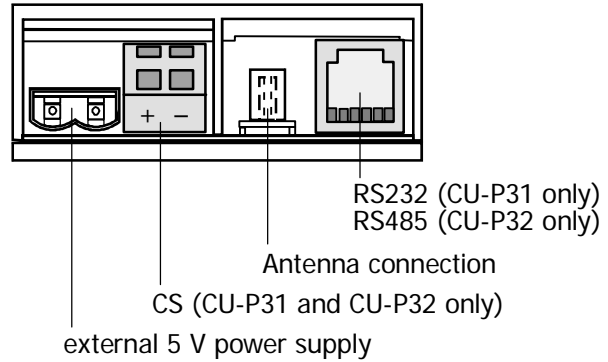 + −
RS232 (CU-P31 only)
RS485 (CU-P32 only)
Antenna connection
CS (CU-P31 and CU-P32 only)
external 5 V power supply